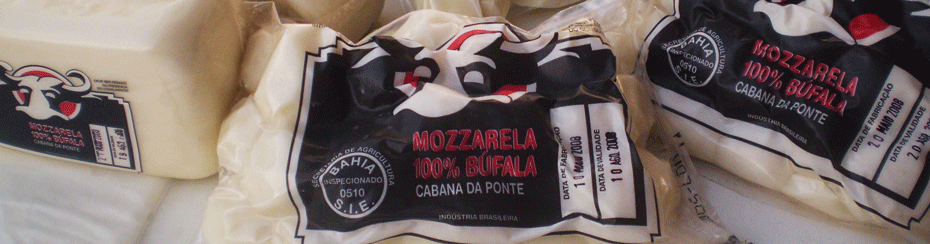 MOZZARELA
100% BÚFALA
CABANA DA PONTE
SECRETARIA DE AGRICULTURA
BAHIA
INSPECIONADO
0510
S.I.E.
MOZZARELA
100% BÚFALA
CABANA DA PONTE
INDÚSTRIA BRASILEIRA
DATA DE FABRICAÇÃO
10 MAIO 2008
DATA DE VALIDADE
10 AGO. 2008
BAHIA
INSPECIONADO
0510
S.I.E.
MOZZARELA
100% BÚFALA
CABANA DA PONTE
INDÚSTRIA BRASILEIRA
DATA DE FABRICAÇÃO
20 MAIO 2008
DATA DE VALIDADE